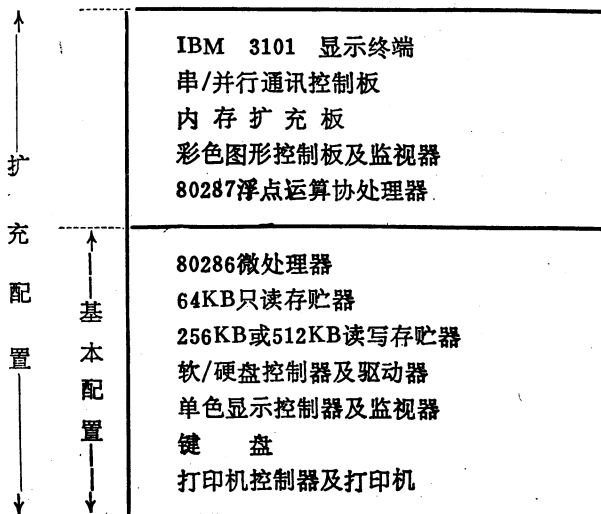 IBM 3101 显示终端
串/并行通讯控制板
内存扩充板
彩色图形控制板及监视器
80287浮点运算协处理器
扩充配置
80286微处理器
64KB只读存贮器
256KB或512KB读写存贮器
软/硬盘控制器及驱动器
单色显示控制器及监视器
键 盘
打印机控制器及打印机
基本配置